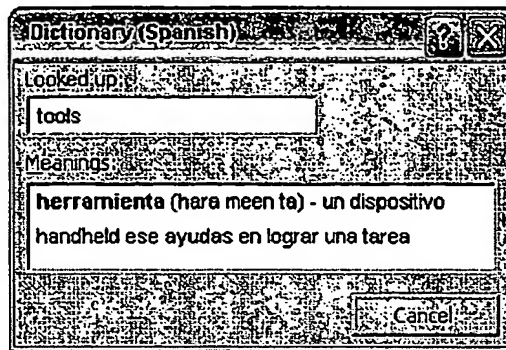 Dictionary (Spanish)
Looked up
tools
Meanings
herramienta (hara meen ta) - un dispositivo
handheld ese ayudas en lograr una tarea
Cancel